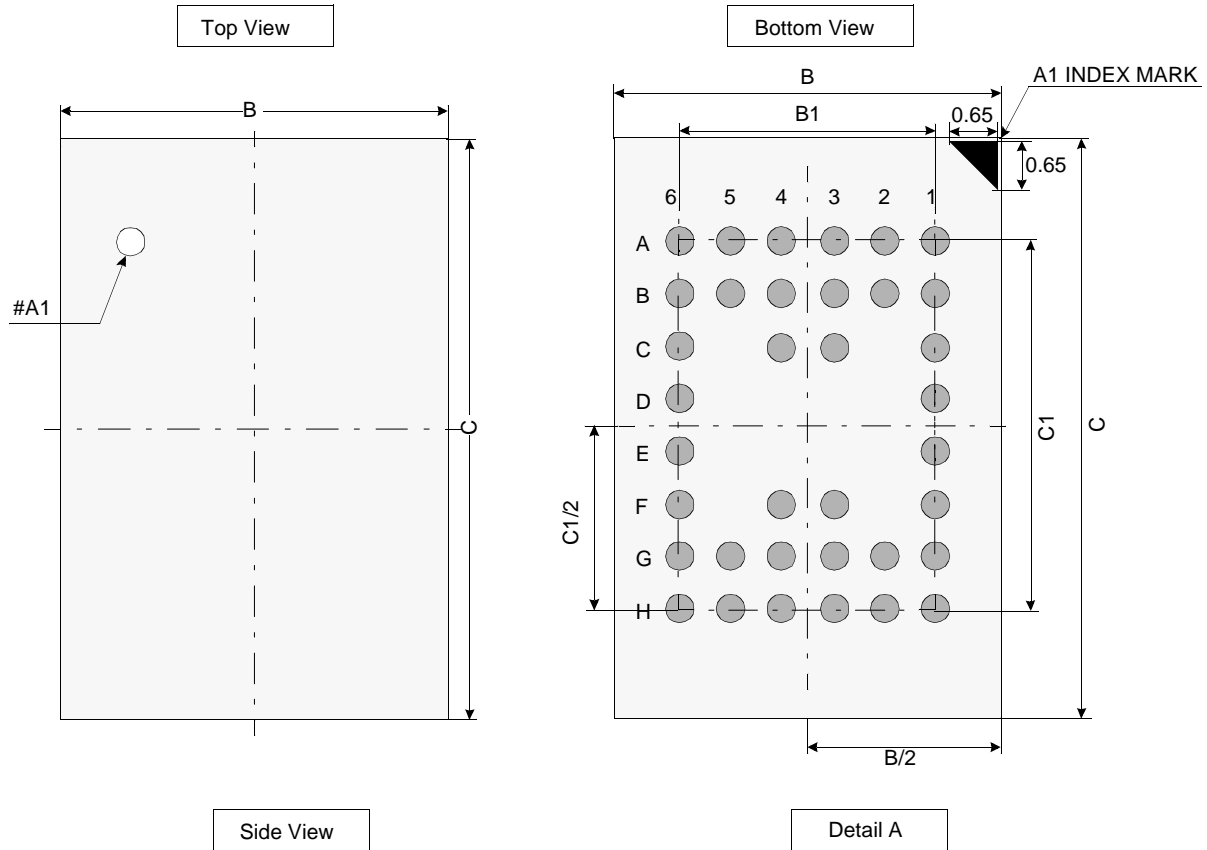 Top View
B
#A1
C
Bottom View
B
A1 INDEX MARK
B1
0.65
0.65
6 5 4 3 2 1
A
B
C
D
E
F
G
H
C1/2
C1
C
B/2
Side View
Detail A